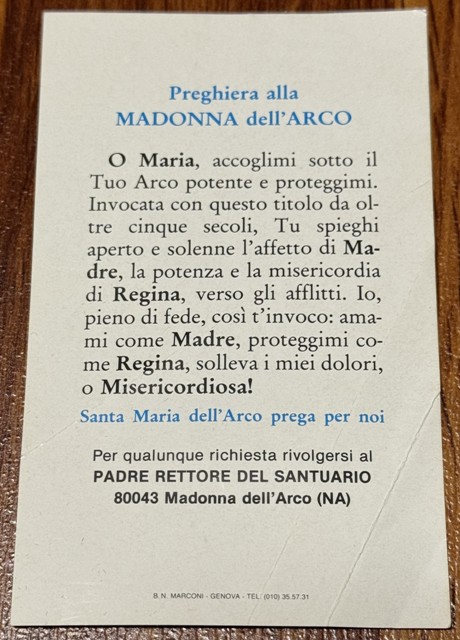 Preghiera alla
MADONNA dell'ARCO
O Maria, accoglimi sotto il
Tuo Arco potente e proteggimi.
Invocata con questo titolo da ol-
tre cinque secoli, Tu spieghi
aperto e solenne l'affetto di Ma-
dre, la potenza e la misericordia
di Regina, verso gli afflitti. Io,
pieno di fede, così t'invoco: ama-
mi come Madre, proteggimi co-
me Regina, solleva i miei dolori,
o Misericordiosa!
Santa Maria dell'Arco prega per noi
Per qualunque richiesta rivolgersi al
PADRE RETTORE DEL SANTUARIO
80043 Madonna dell'Arco (NA)
B.N. MARCONI - GENOVA - TEL. (010) 35.57.31